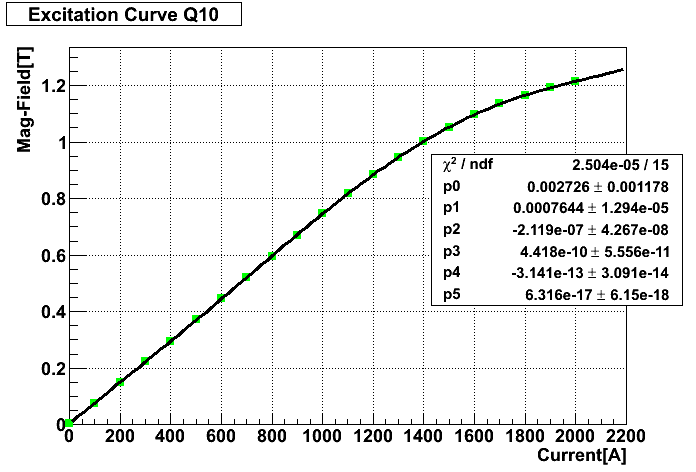 Excitation Curve Q10
Mag-Field[T]
1.2
1
0.8
0.6
0.4
0.2
0
0 200 400 600 800 1000 1200 1400 1600 1800 2000 2200
Current[A]
χ² / ndf 2.504e-05 / 15
p0 0.002726 ± 0.001178
p1 0.0007644 ± 1.294e-05
p2 -2.119e-07 ± 4.267e-08
p3 4.418e-10 ± 5.556e-11
p4 -3.141e-13 ± 3.091e-14
p5 6.316e-17 ± 6.15e-18